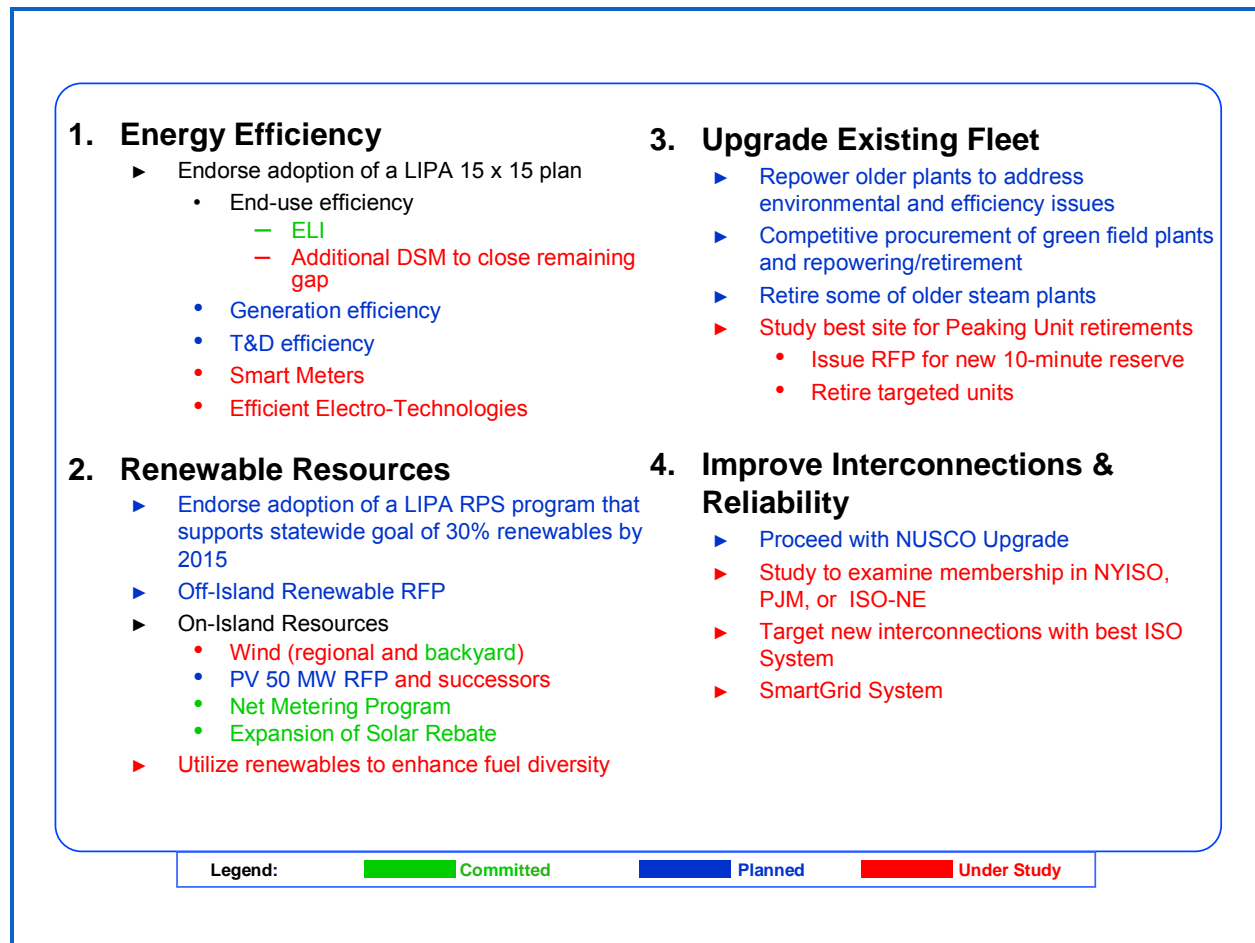 1. Energy Efficiency
► Endorse adoption of a LIPA 15 x 15 plan
• End-use efficiency
– ELI
– Additional DSM to close remaining
gap
• Generation efficiency
• T&D efficiency
• Smart Meters
• Efficient Electro-Technologies
2. Renewable Resources
► Endorse adoption of a LIPA RPS program that
supports statewide goal of 30% renewables by
2015
► Off-Island Renewable RFP
► On-Island Resources
• Wind (regional and backyard)
• PV 50 MW RFP and successors
• Net Metering Program
• Expansion of Solar Rebate
► Utilize renewables to enhance fuel diversity
3. Upgrade Existing Fleet
► Repower older plants to address
environmental and efficiency issues
► Competitive procurement of green field plants
and repowering/retirement
► Retire some of older steam plants
► Study best site for Peaking Unit retirements
• Issue RFP for new 10-minute reserve
• Retire targeted units
4. Improve Interconnections &
Reliability
► Proceed with NUSCO Upgrade
► Study to examine membership in NYISO,
PJM, or ISO-NE
► Target new interconnections with best ISO
System
► SmartGrid System
Legend: Committed Planned Under Study